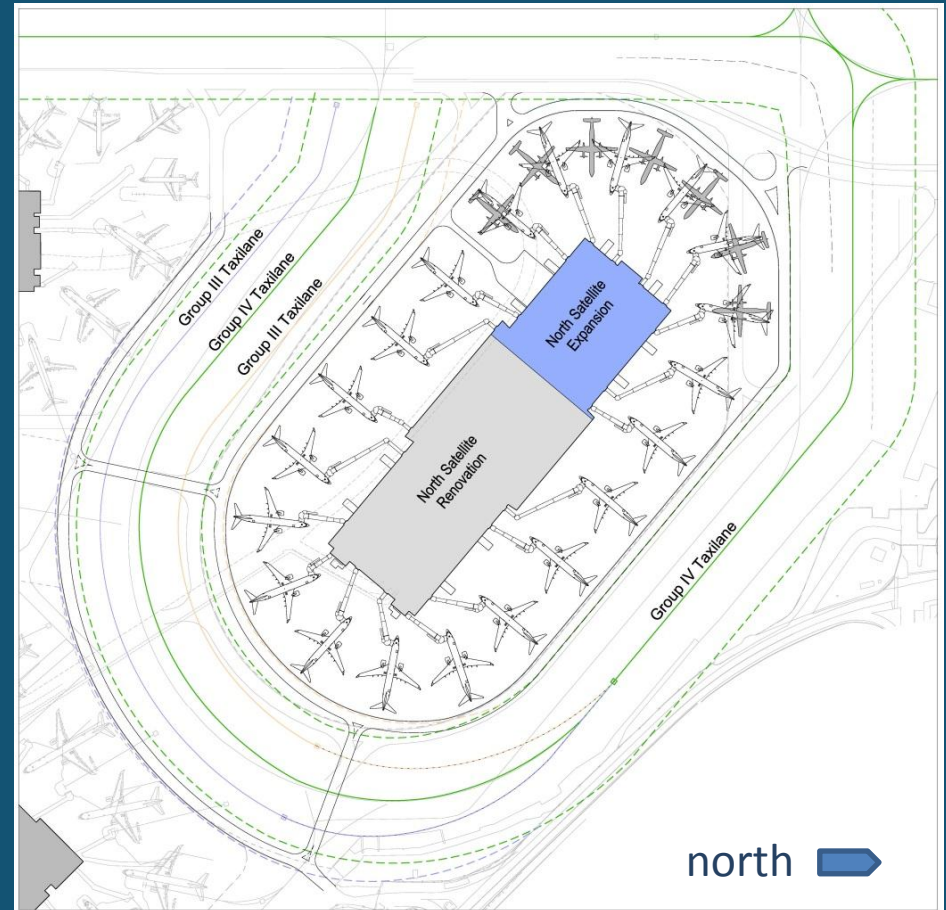 Group III Taxilane
Group IV Taxilane
Group III Taxilane
North Satellite
Expansion
North Satellite
Renovation
Group IV Taxilane
north